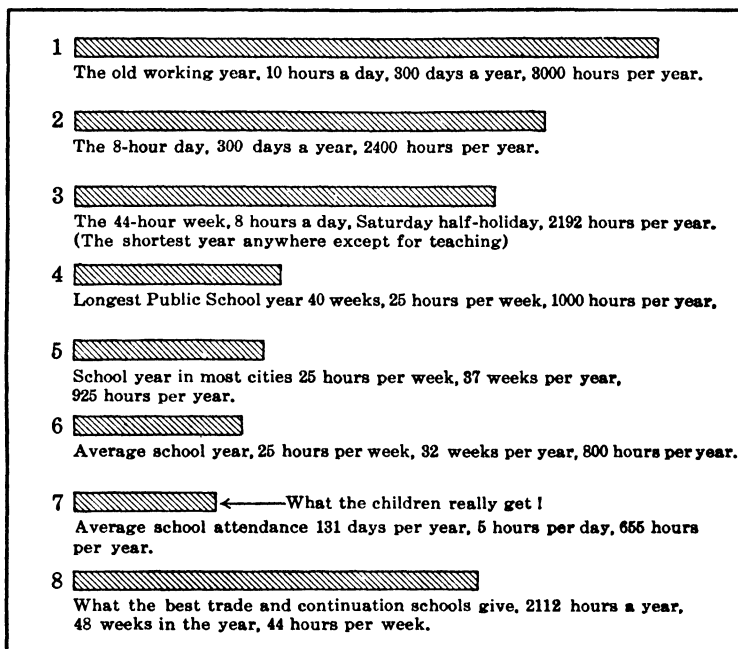 1
The old working year, 10 hours a day, 300 days a year, 3000 hours per year.
2
The 8-hour day, 300 days a year, 2400 hours per year.
3
The 44-hour week, 8 hours a day, Saturday half-holiday, 2192 hours per year.
(The shortest year anywhere except for teaching)
4
Longest Public School year 40 weeks, 25 hours per week, 1000 hours per year.
5
School year in most cities 25 hours per week, 37 weeks per year,
925 hours per year.
6
Average school year, 25 hours per week, 32 weeks per year, 800 hours per year.
7 What the children really get!
Average school attendance 131 days per year, 5 hours per day, 655 hours
per year.
8
What the best trade and continuation schools give, 2112 hours a year,
48 weeks in the year, 44 hours per week.